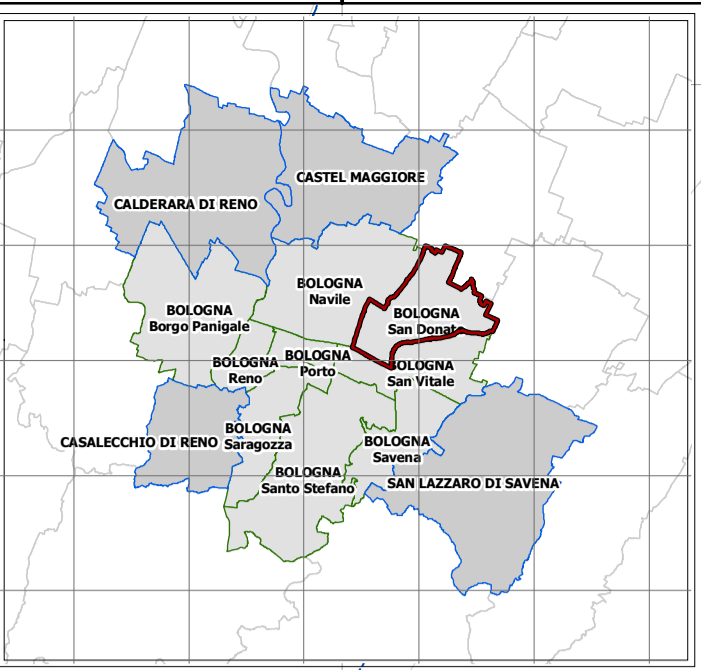 CASTEL MAGGIORE
CALDERARA DI RENO
BOLOGNA
Navile
BOLOGNA
Borgo Panigale
BOLOGNA
San Donato
BOLOGNA
Porto
BOLOGNA
Reno
BOLOGNA
San Vitale
BOLOGNA
Saragozza
CASALECCHIO DI RENO
BOLOGNA
Savena
BOLOGNA
Santo Stefano
SAN LAZZARO DI SAVENA